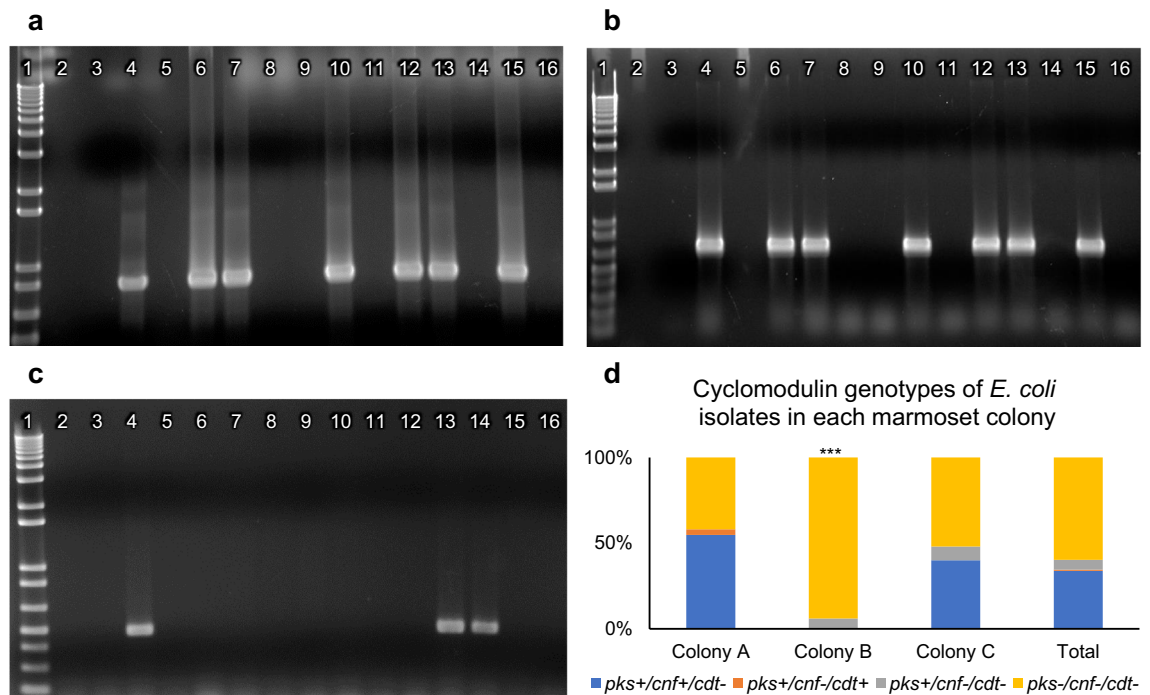 a
1 2 3 4 5 6 7 8 9 10 11 12 13 14 15 16
b
1 2 3 4 5 6 7 8 9 10 11 12 13 14 15 16
c
1 2 3 4 5 6 7 8 9 10 11 12 13 14 15 16
d
Cyclomodulin genotypes of E. coli
isolates in each marmoset colony
***
100%
50%
0%
Colony A Colony B Colony C Total
pks+/cnf+/cdt- pks+/cnf-/cdt+ pks+/cnf-/cdt- pks-/cnf-/cdt-